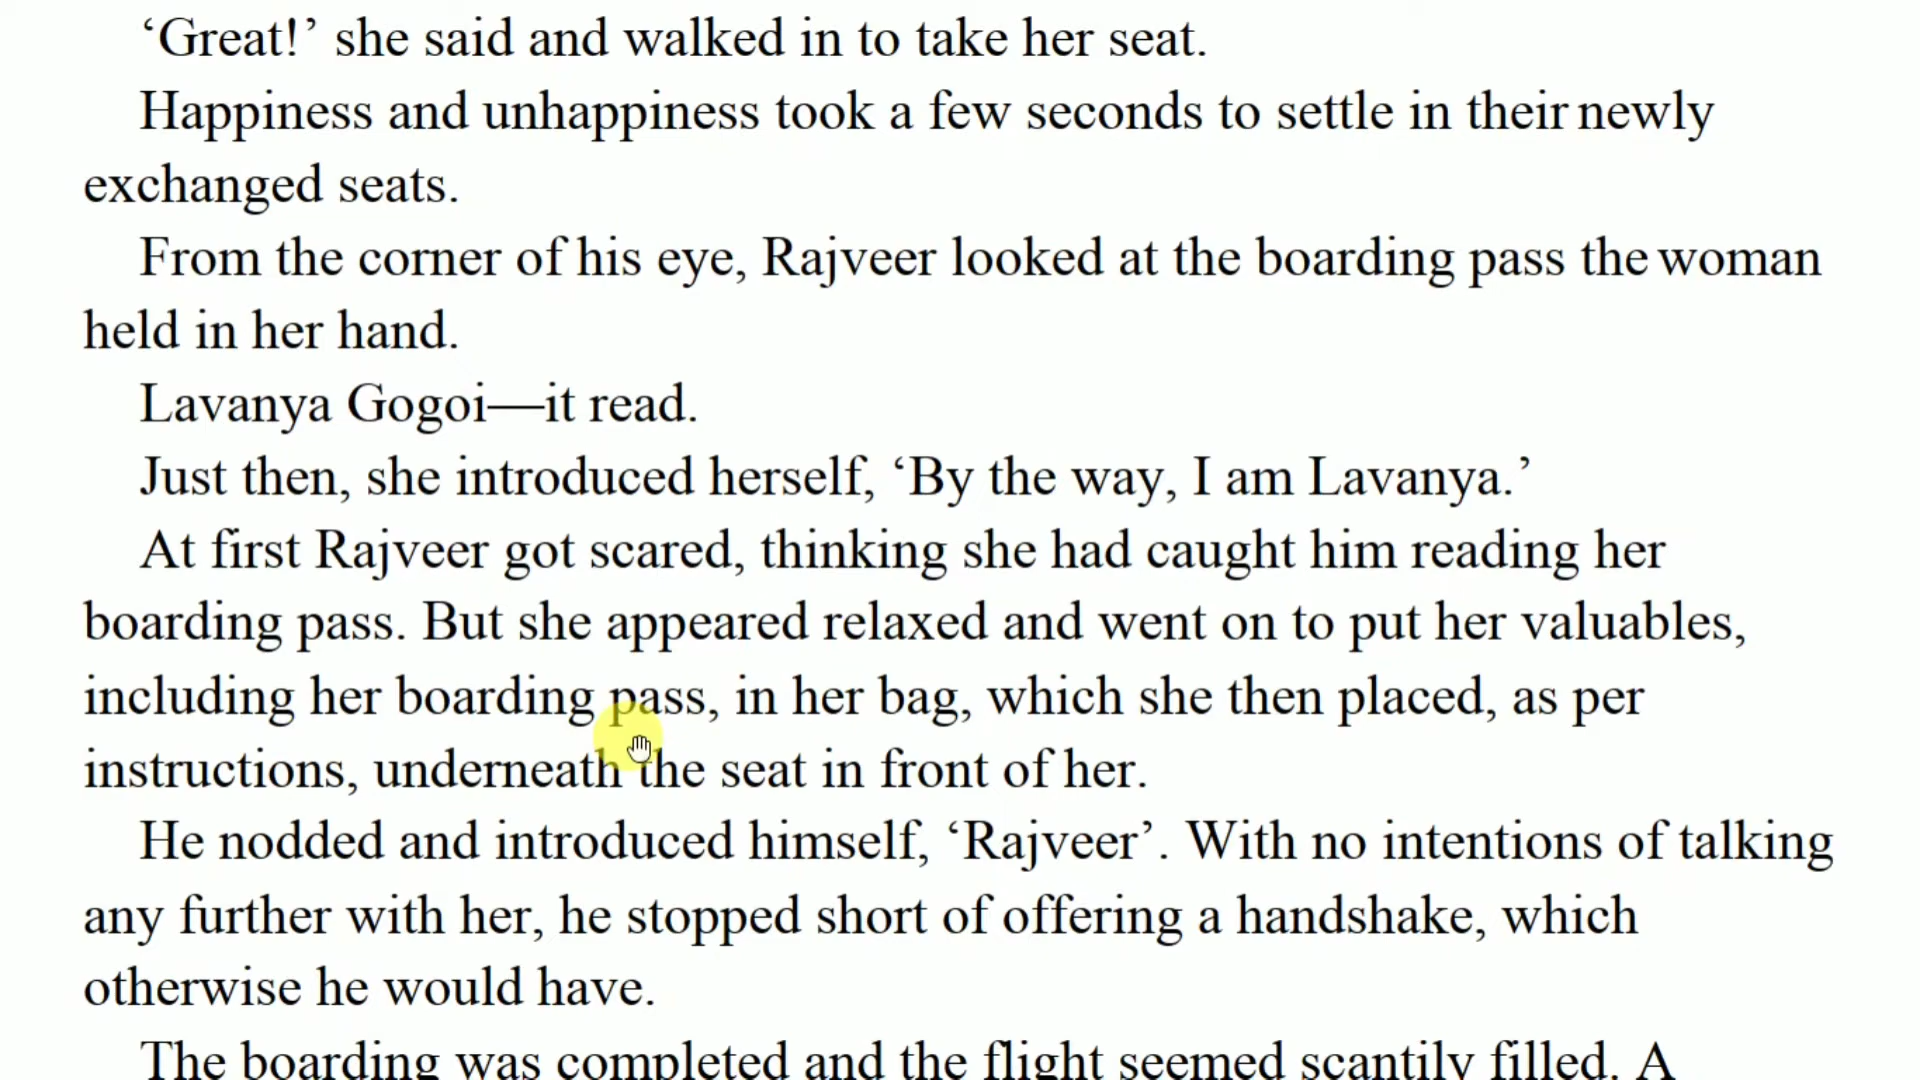 ‘Great!’ she said and walked in to take her seat.
Happiness and unhappiness took a few seconds to settle in their newly
exchanged seats.
From the corner of his eye, Rajveer looked at the boarding pass the woman
held in her hand.
Lavanya Gogoi—it read.
Just then, she introduced herself, ‘By the way, I am Lavanya.’
At first Rajveer got scared, thinking she had caught him reading her
boarding pass. But she appeared relaxed and went on to put her valuables,
including her boarding pass, in her bag, which she then placed, as per
instructions, underneath the seat in front of her.
He nodded and introduced himself, ‘Rajveer’. With no intentions of talking
any further with her, he stopped short of offering a handshake, which
otherwise he would have.
The boarding was completed and the flight seemed scantily filled. A